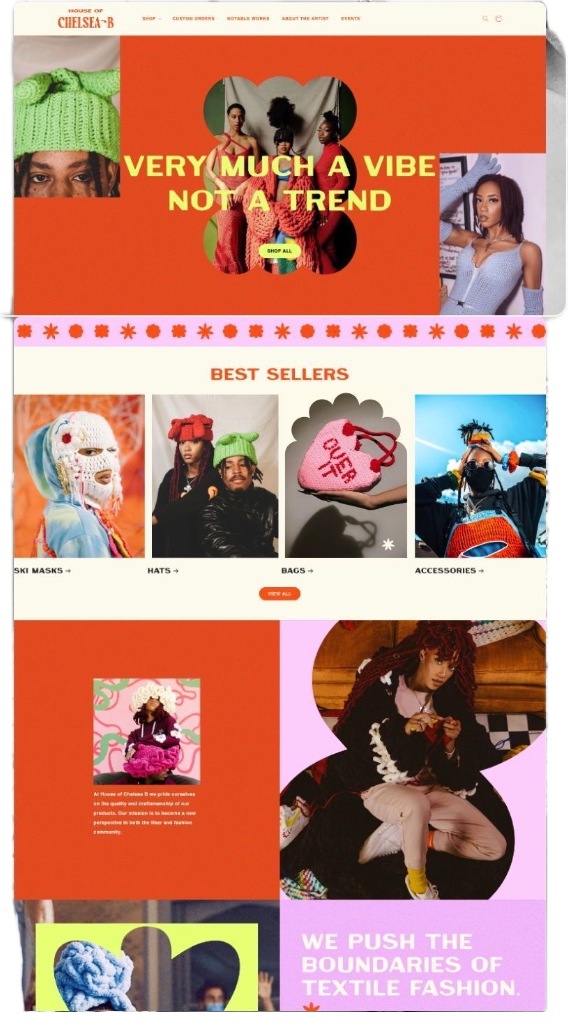 HOUSE OF
CHELSEA-B
SHOP
CUSTOM ORDERS
NOTABLE WORKS
ABOUT THE ARTIST
EVENTS
VERY MUCH A VIBE
NOT A TREND
SHOP ALL
BEST SELLERS
OVER
IT
SKI MASKS →
HATS →
BAGS →
ACCESSORIES →
VIEW ALL
At House of Chelsea B we pride ourselves
on the quality and craftsmanship of our
products. Our mission is to become a new
perspective in both the fiber and fashion
community.
WE PUSH THE
BOUNDARIES OF
TEXTILE FASHION.